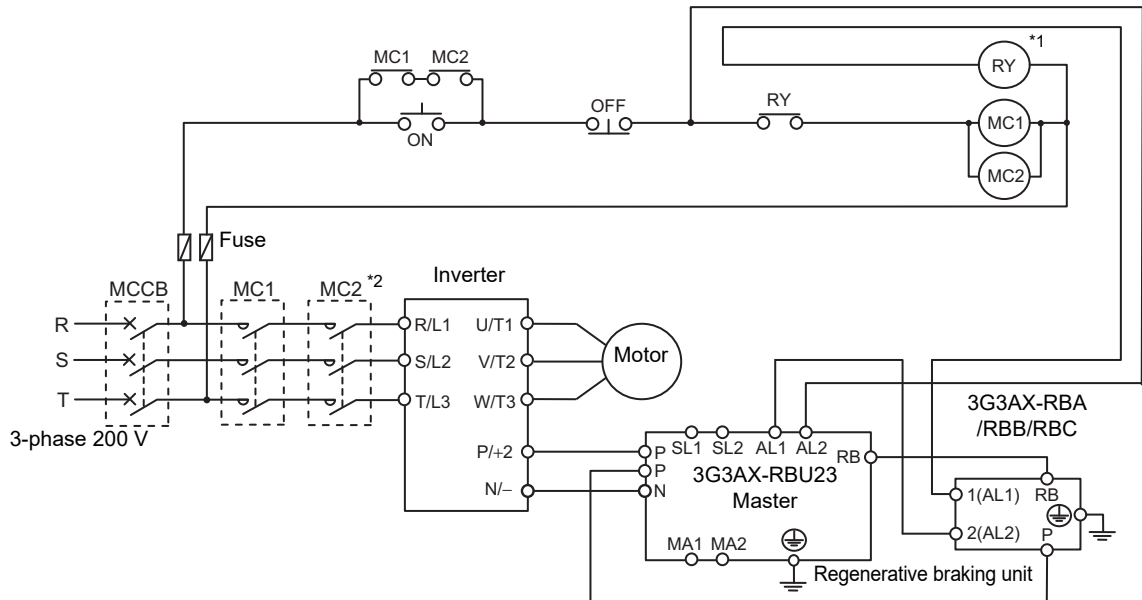 *1
RY
MC1 MC2
OFF
RY
ON
MC1
MC2
Fuse
Inverter
MCCB MC1 MC2 *2
R
S
T
R/L1 U/T1
S/L2 V/T2
T/L3 W/T3
Motor
3-phase 200 V
P/+2
N/−
P
P
N
SL1 SL2 AL1 AL2
RB
3G3AX-RBU23
Master
MA1 MA2
Regenerative braking unit
3G3AX-RBA
/RBB/RBC
1(AL1) RB
2(AL2) P